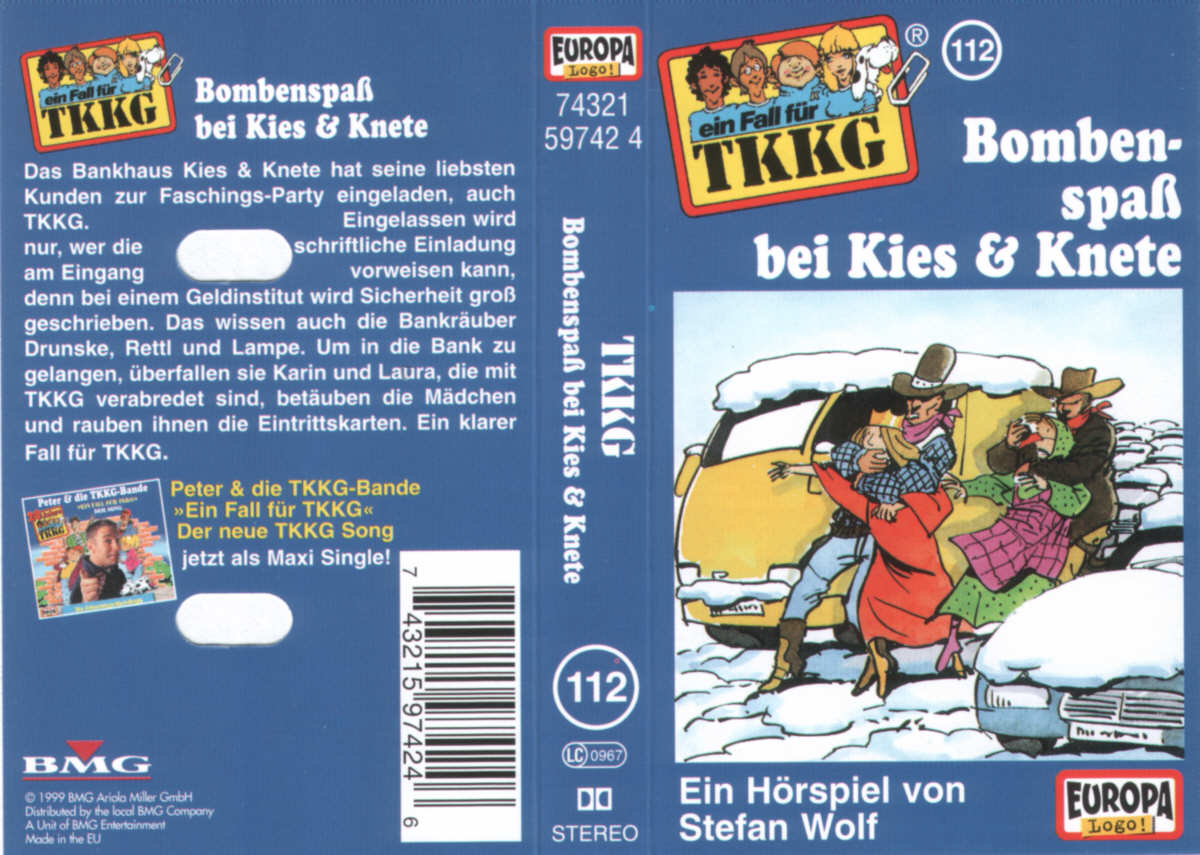 ein Fall für
TKKG
Bombenspaß
bei Kies & Knete
Das Bankhaus Kies & Knete hat seine liebsten
Kunden zur Faschings-Party eingeladen, auch
TKKG. Eingelassen wird
nur, wer die schriftliche Einladung
am Eingang vorweisen kann,
denn bei einem Geldinstitut wird Sicherheit groß
geschrieben. Das wissen auch die Bankräuber
Drunske, Rettl und Lampe. Um in die Bank zu
gelangen, überfallen sie Karin und Laura, die mit
TKKG verabredet sind, betäuben die Mädchen
und rauben ihnen die Eintrittskarten. Ein klarer
Fall für TKKG.
Peter & die TKKG-Bande
»EIN FALL FÜR TKKG«
DER SONG
TKKG
Peter & die TKKG-Bande
»Ein Fall für TKKG«
Der neue TKKG Song
jetzt als Maxi Single!
7 43215 97424 6
BMG
© 1999 BMG Ariola Miller GmbH
Distributed by the local BMG Company
A Unit of BMG Entertainment
Made in the EU
EUROPA
Logo!
74321
59742 4
TKKG
Bombenspaß bei Kies & Knete
112
LC 0967
STEREO
ein Fall für
TKKG
®
112
Bomben-
spaß
bei Kies & Knete
Ein Hörspiel von
Stefan Wolf
EUROPA
Logo!